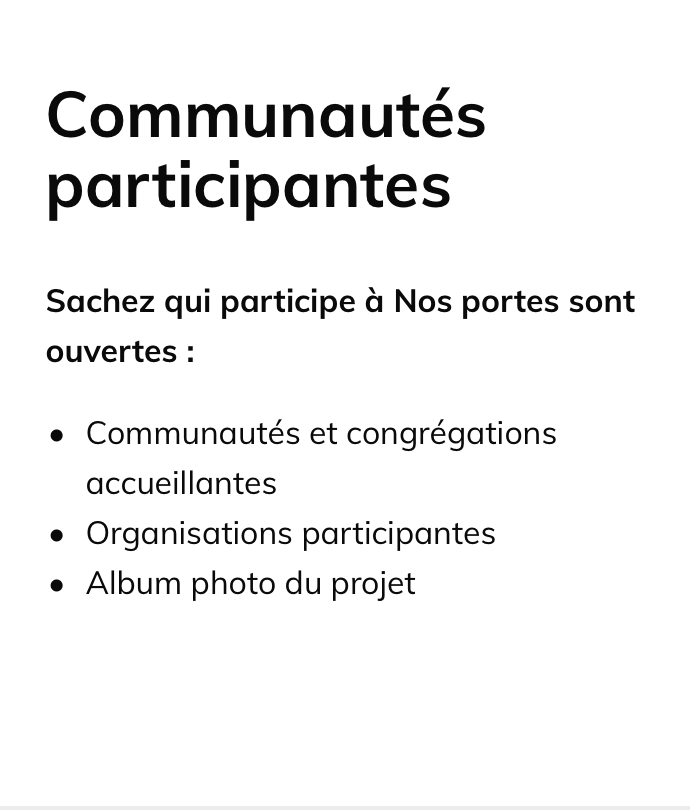 Communautés
participantes
Sachez qui participe à Nos portes sont
ouvertes :
• Communautés et congrégations
accueillantes
• Organisations participantes
• Album photo du projet